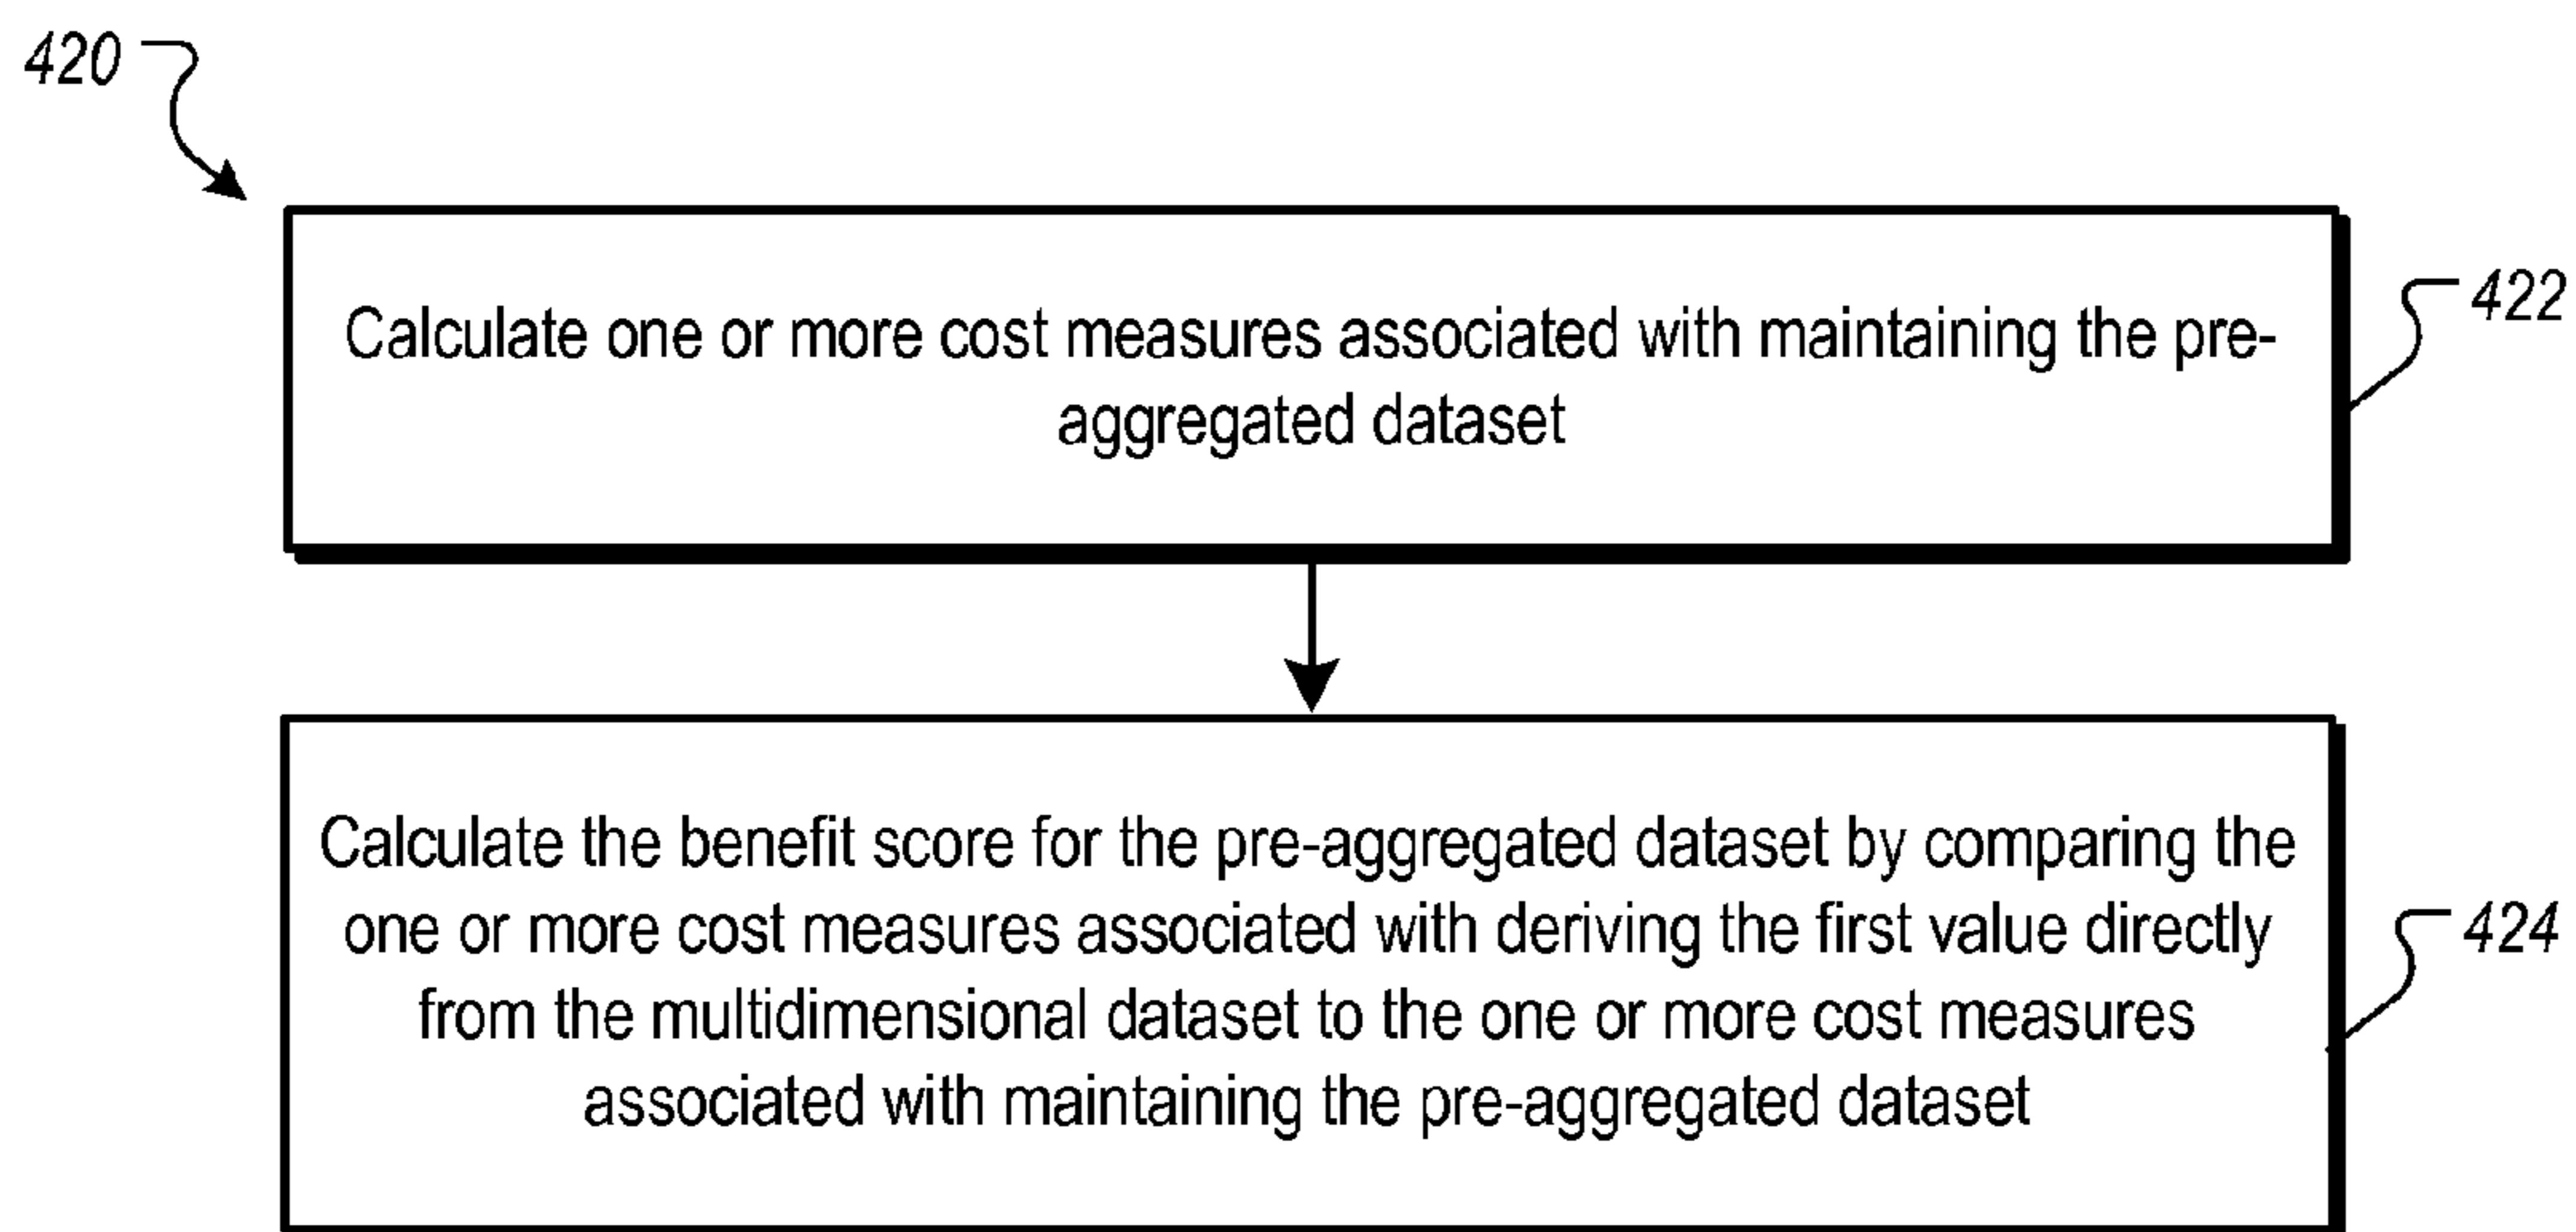 420
Calculate one or more cost measures associated with maintaining the pre-
aggregated dataset
422
Calculate the benefit score for the pre-aggregated dataset by comparing the
one or more cost measures associated with deriving the first value directly
from the multidimensional dataset to the one or more cost measures
associated with maintaining the pre-aggregated dataset
424